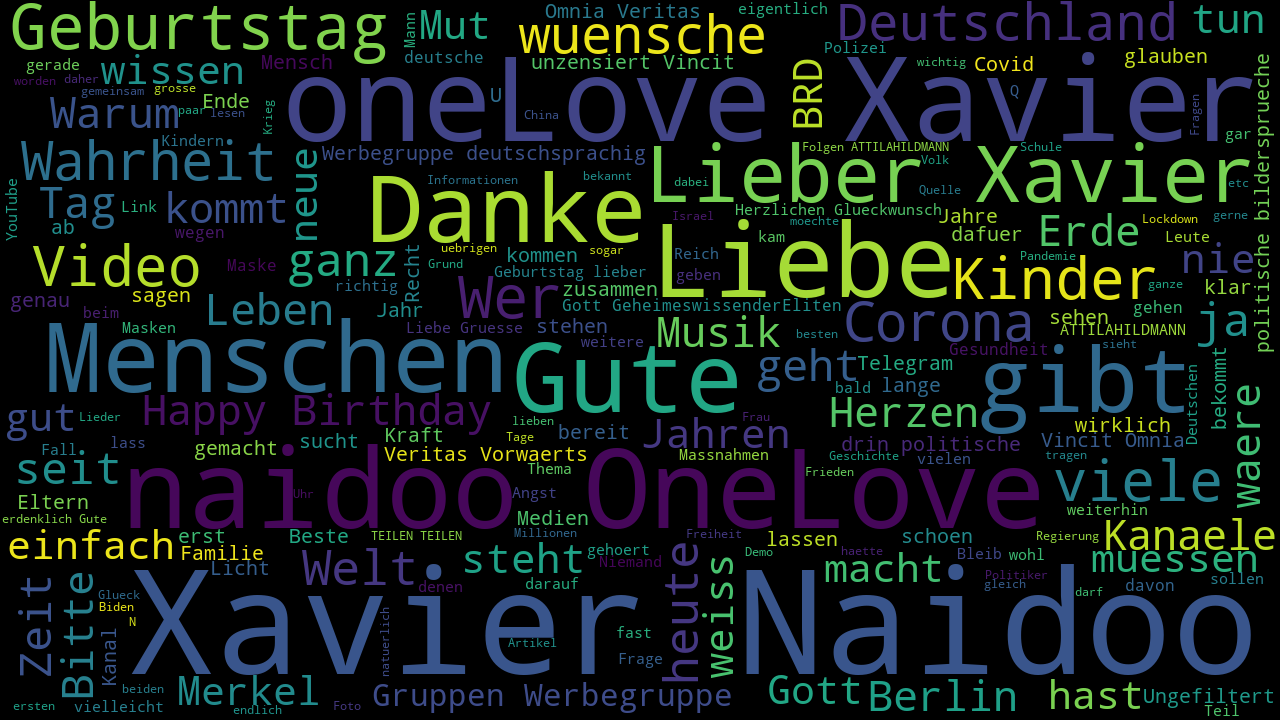 Geburtstag
Mann
Mut
Omnia Veritas
eigentlich
wuensche
Deutschland
tun
gerade
wissen
Mensch
deutsche
unzensiert Vincit
Polizei
wichtig
Covid
glauben
worden
daher
gemeinsam
grosse
Ende
oneLove
U
BRD
Xavier
Q
Warum
paar
lesen
Krieg
China
Fragen
gar
politische bildersprueche
Kindern
Wahrheit
neue
Werbegruppe deutschsprachig
Lieber Xavier
Folgen ATTILAHILDMANN
Volk
Schule
YouTube
Tag
Link
kommt
Danke
Informationen
bekannt
dabei
Quelle
etc
ab
wegen
Israel
Herzlichen Glueckwunsch
moechte
Jahre
Lockdown
gerne
Video
Maske
ganz
Recht
uebrigen
sogar
kam
Liebe
dafuer
Erde
Leute
nie
Grund
kommen
Reich
Pandemie
Kinder
ganze
klar
genau
sagen
richtig
Geburtstag lieber
geben
Wer
zusammen
beim
Leben
Jahr
Gott GeheimeswissenderEliten
gehen
Masken
Liebe Gruesse
stehen
Musik
besten
Corona
sehen
ATTILAHILDMANN
ja
weitere
Menschen
Gute
geht
Telegram
Gesundheit
sieht
gibt
Deutschen
bekommt
bald
lange
waere
gut
Lieder
Happy Birthday
lieben
Frau
Herzen
wirklich
Fall
lass
gemacht
sucht
Kraft
Tage
bereit
Jahren
drin politische
Vincit Omnia
seit
Veritas Vorwaerts
Thema
Massnahmen
Geschichte
vielen
tragen
naidoo OneLove
Frieden
viele
Eltern
Uhr
Angst
weiterhin
erdenklich Gute
Medien
Millionen
einfach
erst
Beste
TEILEN TEILEN
Freiheit
lassen
schoen
Regierung
Kanaele
Familie
Licht
Welt
steht
gehoert
Niemand
heute
weiss
Demo
haette
macht
Bleib
wohl
muessen
Zeit
Bitte
Glueck
denen
darauf
Politiker
gleich
davon
sollen
Biden
N
Xavier Naidoo
darf
Kanal
natuerlich
Artikel
fast
Frage
beiden
ersten
vielleicht
Merkel
endlich
Foto
Gruppen Werbegruppe
Gott
Berlin
hast
Ungefiltert
Teil